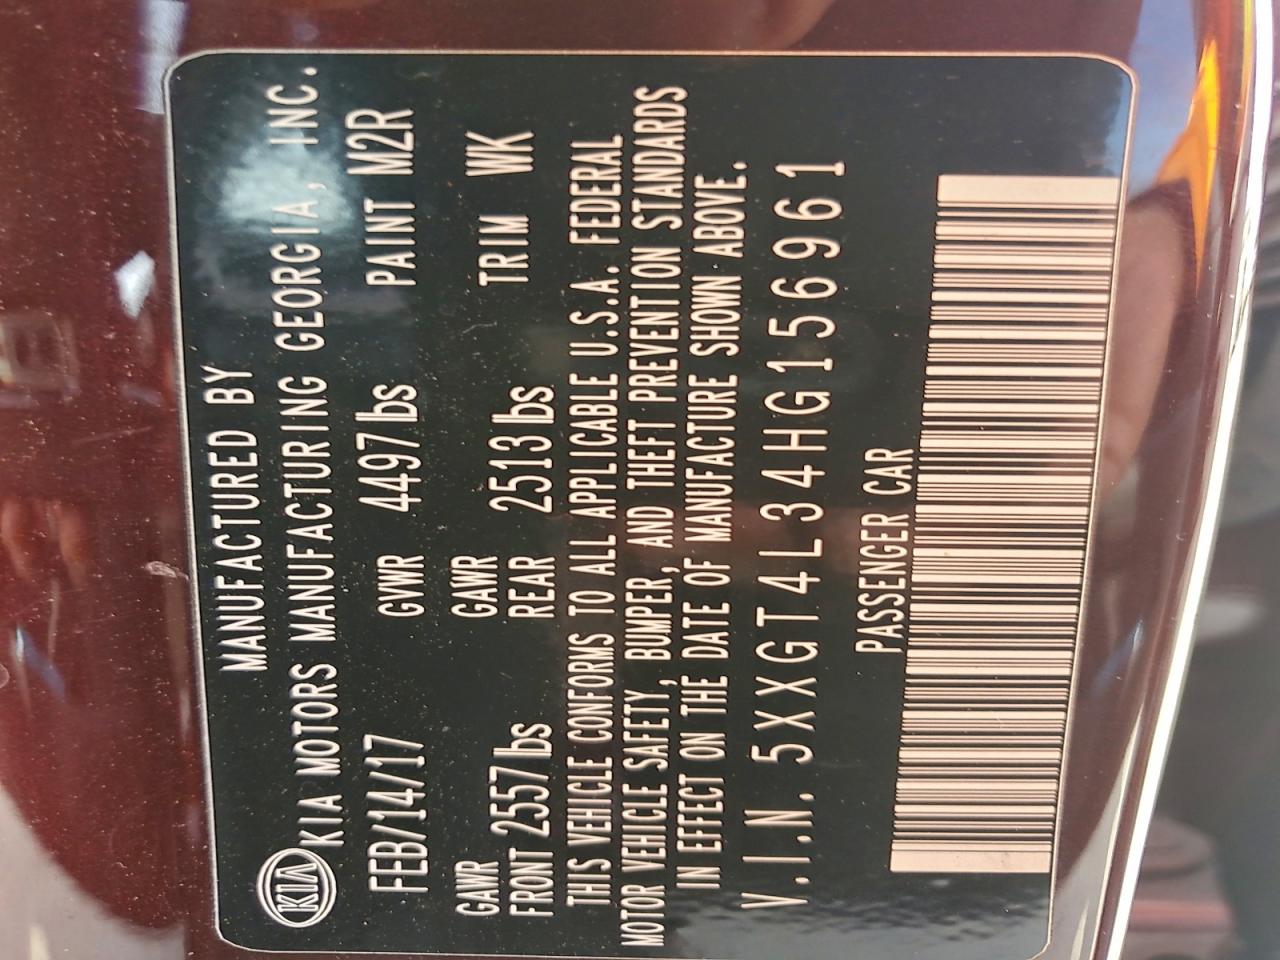 MANUFACTURED BY
KIA KIA MOTORS MANUFACTURING GEORGIA, INC.
FEB/14/17 GVWR 4497lbs PAINT M2R
GAWR GAWR
FRONT 2557lbs REAR 2513lbs TRIM WK
THIS VEHICLE CONFORMS TO ALL APPLICABLE U.S.A. FEDERAL
MOTOR VEHICLE SAFETY, BUMPER, AND THEFT PREVENTION STANDARDS
IN EFFECT ON THE DATE OF MANUFACTURE SHOWN ABOVE.
V.I.N. 5XXGT4L34HG156961
PASSENGER CAR